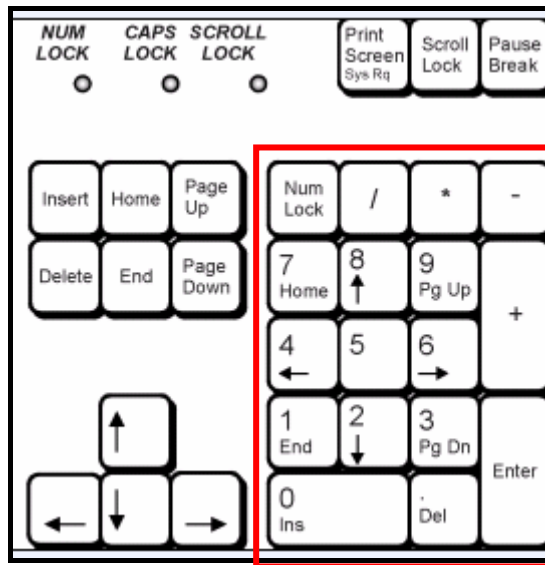 NUM
LOCK
CAPS
LOCK
SCROLL
LOCK
Print
Screen
Sys Rq
Scroll
Lock
Pause
Break
Insert
Home
Page
Up
Num
Lock
/
*
-
Delete
End
Page
Down
7
Home
8
9
Pg Up
+
4
5
6
1
End
2
3
Pg Dn
Enter
0
Ins
.
Del